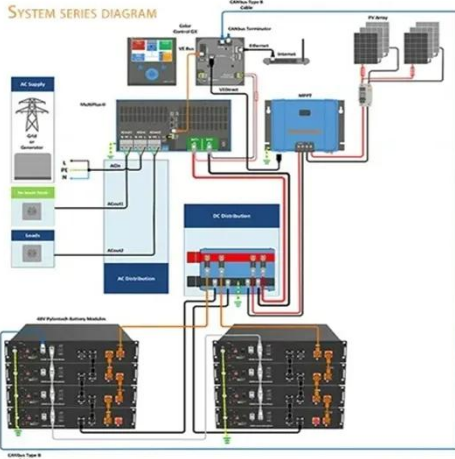 SYSTEM SERIES DIAGRAM
CANbus Type B
Cable
Color
Control GX
CANbus Terminator
VE Bus
Ethernet
Internet
PV Array
AC Supply
Grid
or
Generator
MultiPlus-II
VEDirect
MPPT
L
PE
N
ACin
ACout1
Loads
ACout2
AC Distribution
DC Distribution
48V Pylontech Battery Modules
CANbus Type B